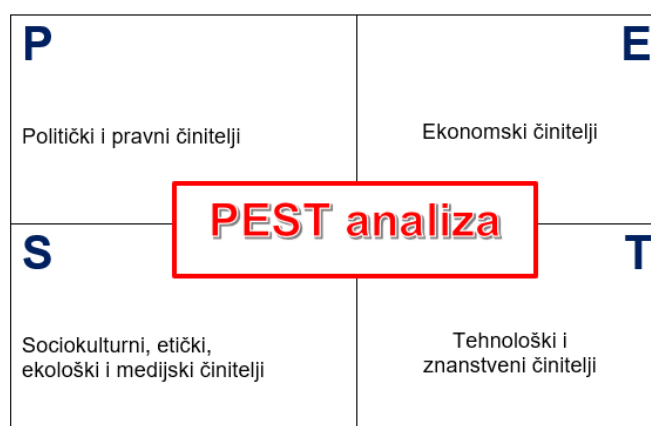 P
E
Politički i pravni činitelji
Ekonomski činitelji
PEST analiza
S
T
Sociokulturni, etički,
ekološki i medijski činitelji
Tehnološki i
znanstveni činitelji